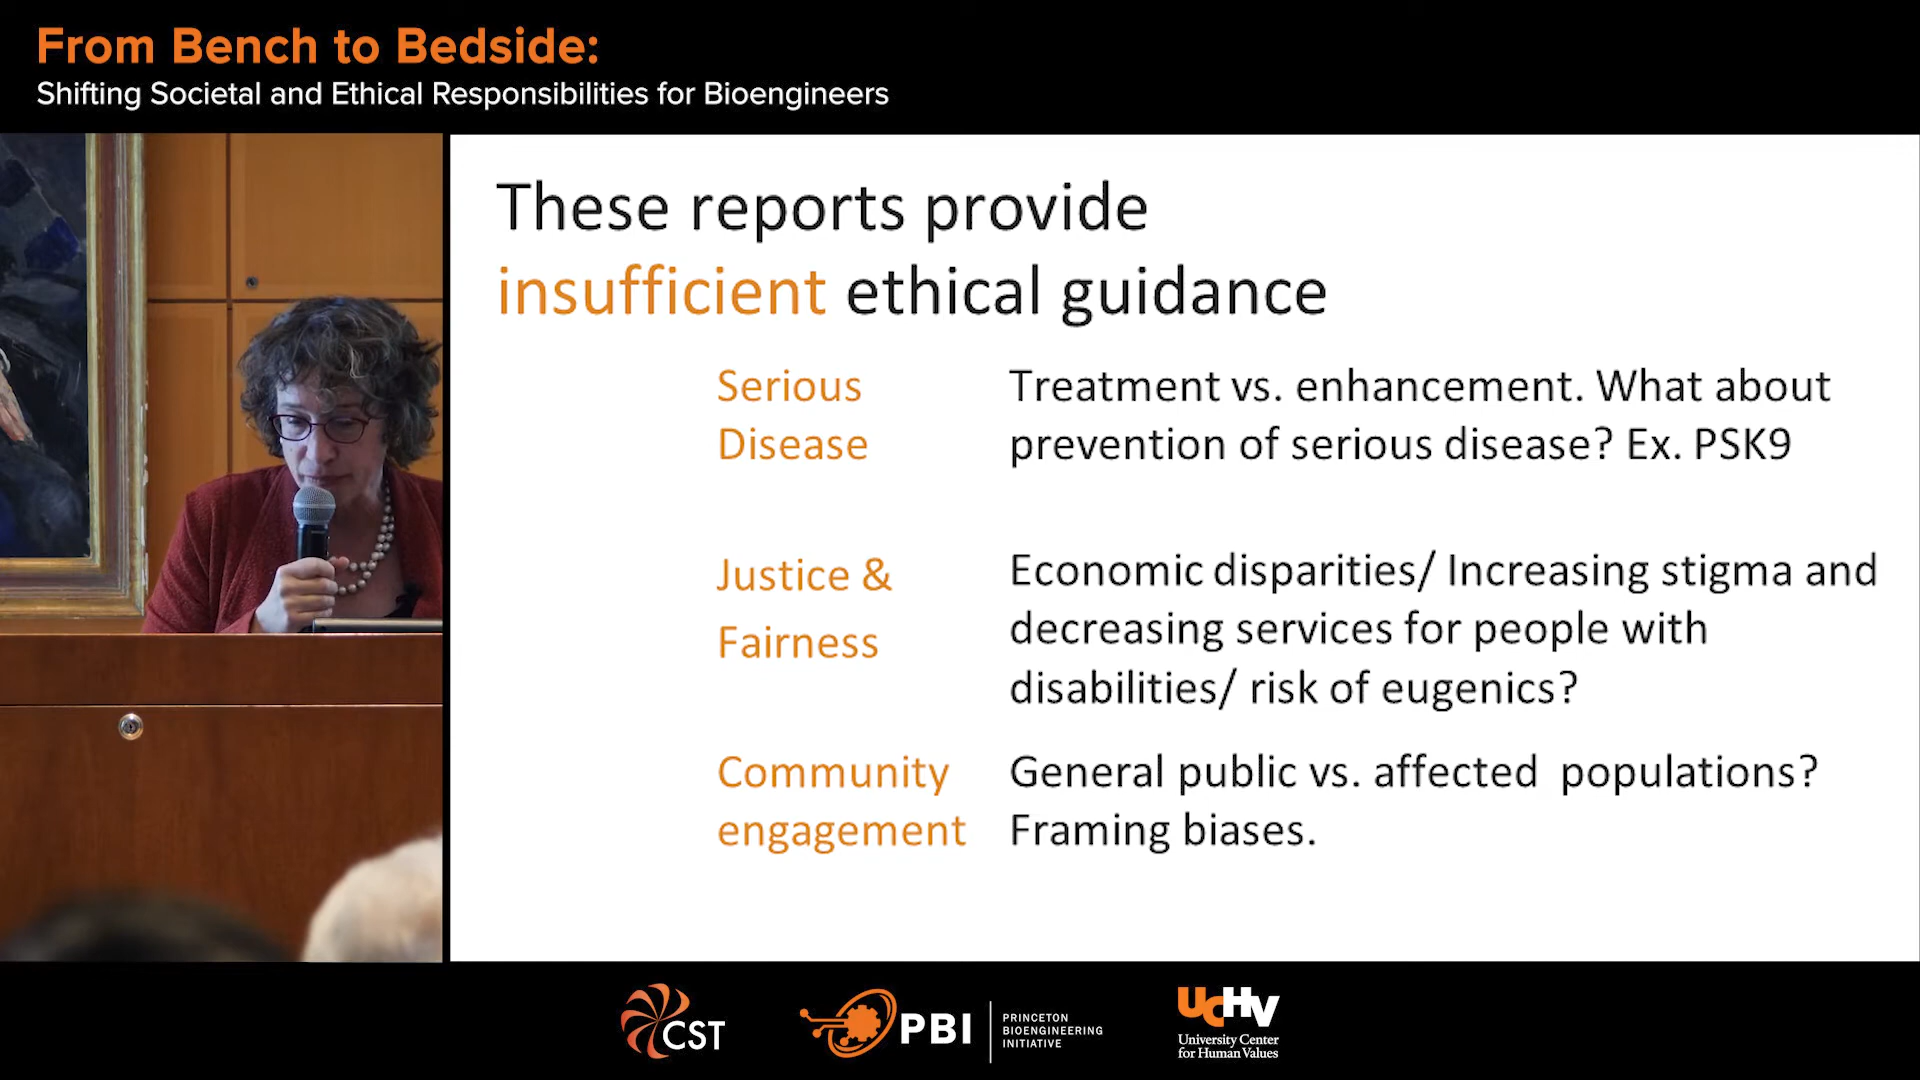 From Bench to Bedside:
Shifting Societal and Ethical Responsibilities for Bioengineers
These reports provide
insufficient ethical guidance
Serious
Disease
Treatment vs. enhancement. What about
prevention of serious disease? Ex. PSK9
Justice &
Fairness
Economic disparities/ Increasing stigma and
decreasing services for people with
disabilities/ risk of eugenics?
Community
engagement
General public vs. affected populations?
Framing biases.
CST
PBI
PRINCETON
BIOENGINEERING
INITIATIVE
UCHV
University Center
for Human Values